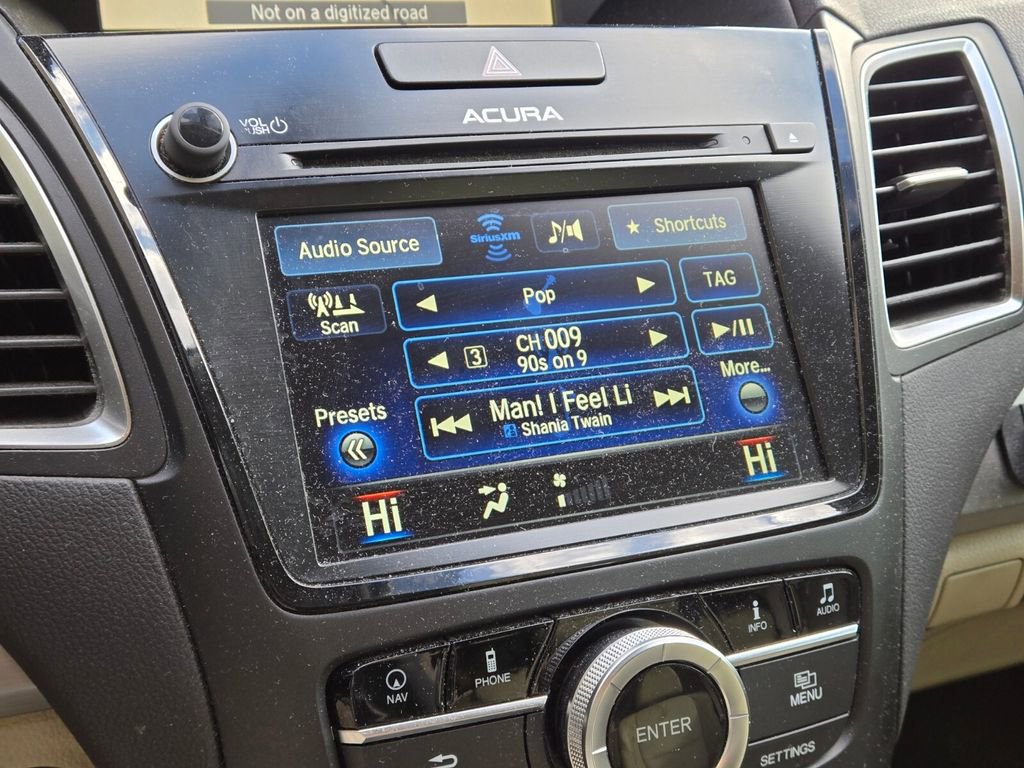 Not on a digitized road
ACURA
VOL
PUSH
Audio Source
SiriusXm
★ Shortcuts
Scan
Pop
TAG
3
CH 009
90s on 9
Man! I Feel Li
Shania Twain
More...
Presets
Hi
Hi
NAV
PHONE
INFO
AUDIO
MENU
ENTER
SETTINGS